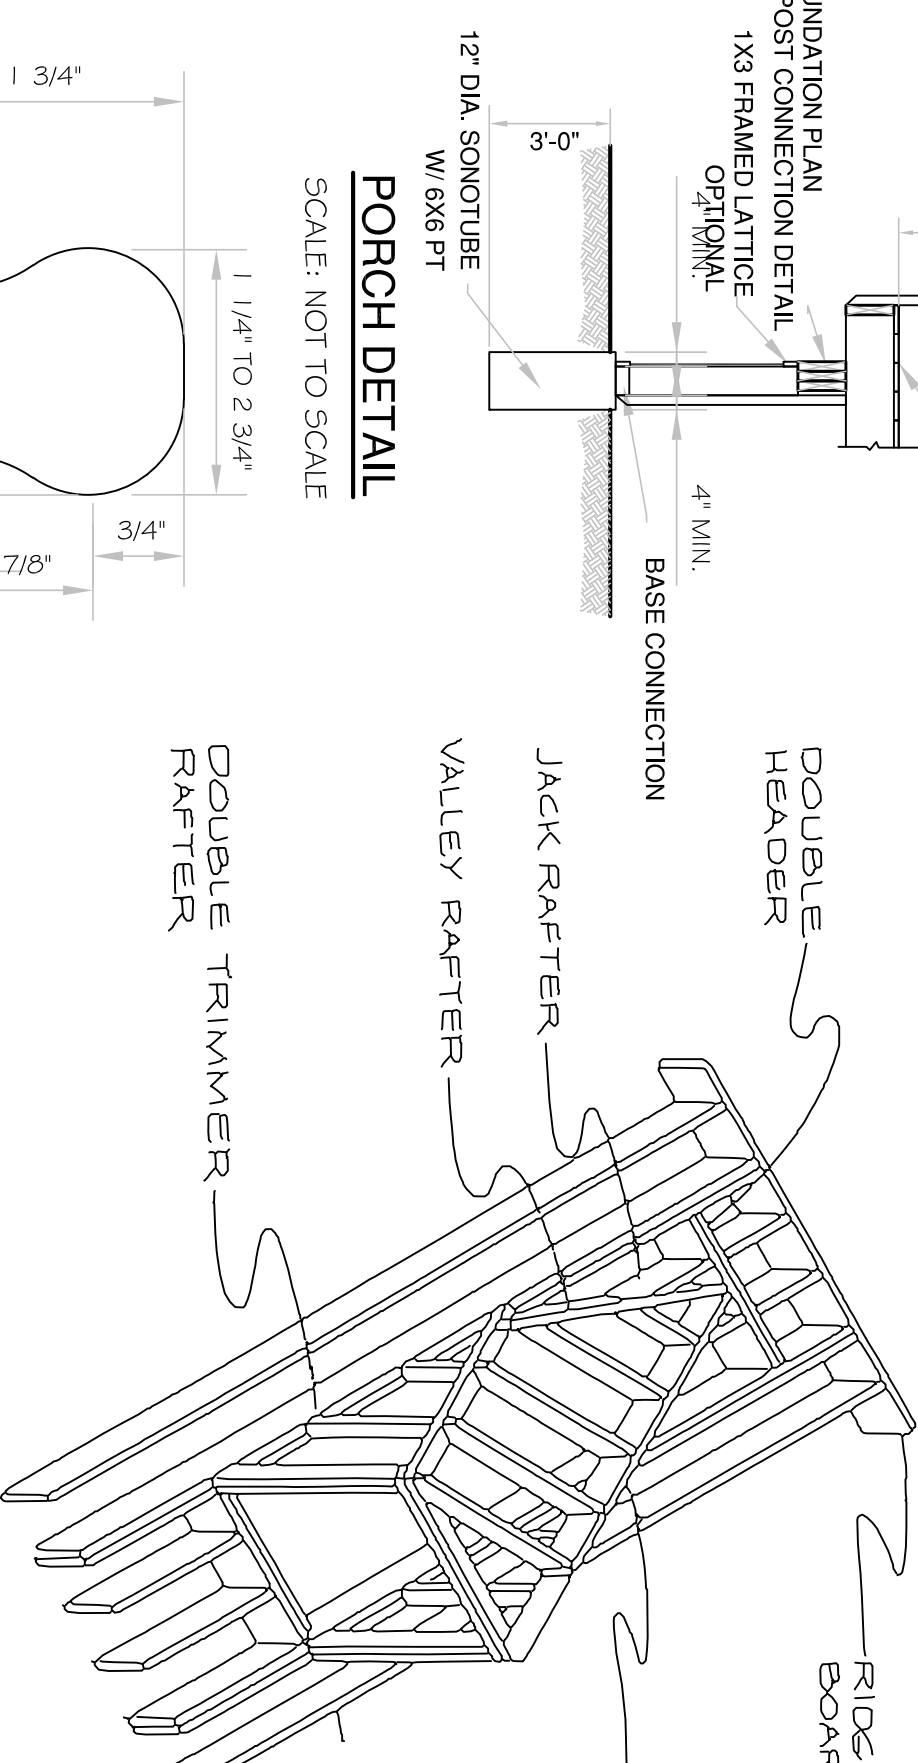 UNDATION PLAN
POST CONNECTION DETAIL
1X3 FRAMED LATTICE
OPTIONAL
4" MIN.
4" MIN.
BASE CONNECTION
3'-0"
12" DIA. SONOTUBE
W/ 6X6 PT
PORCH DETAIL
SCALE: NOT TO SCALE
1 3/4"
1 1/4" TO 2 3/4"
3/4"
7/8"
DOUBLE
HEADER
JACK RAFTER
VALLEY RAFTER
DOUBLE TRIMMER
RAFTER
RIDG
BOAR